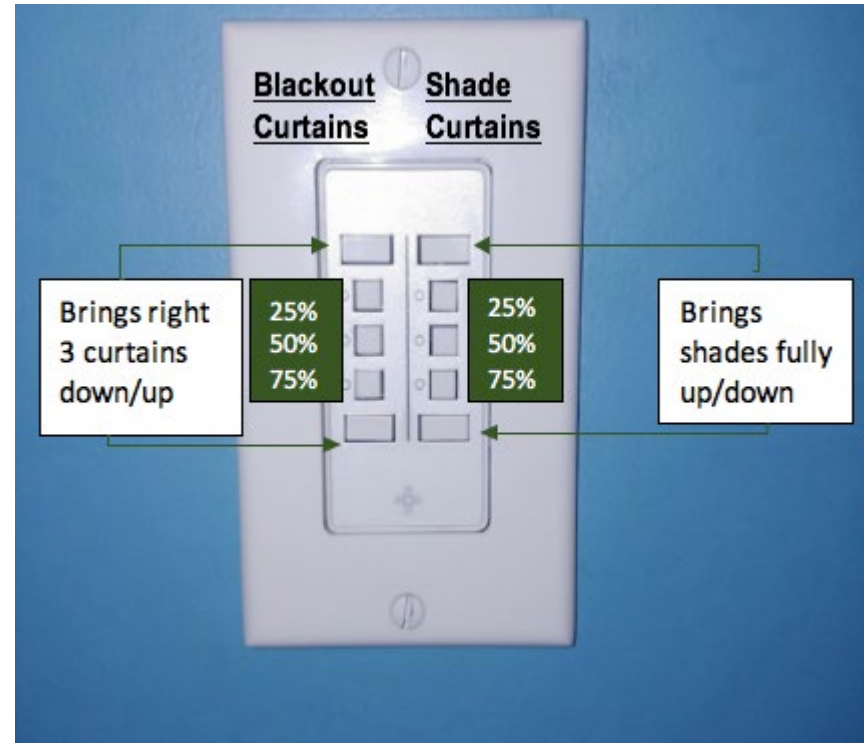 Blackout
Curtains
Shade
Curtains
Brings right
3 curtains
down/up
25%
50%
75%
25%
50%
75%
Brings
shades fully
up/down